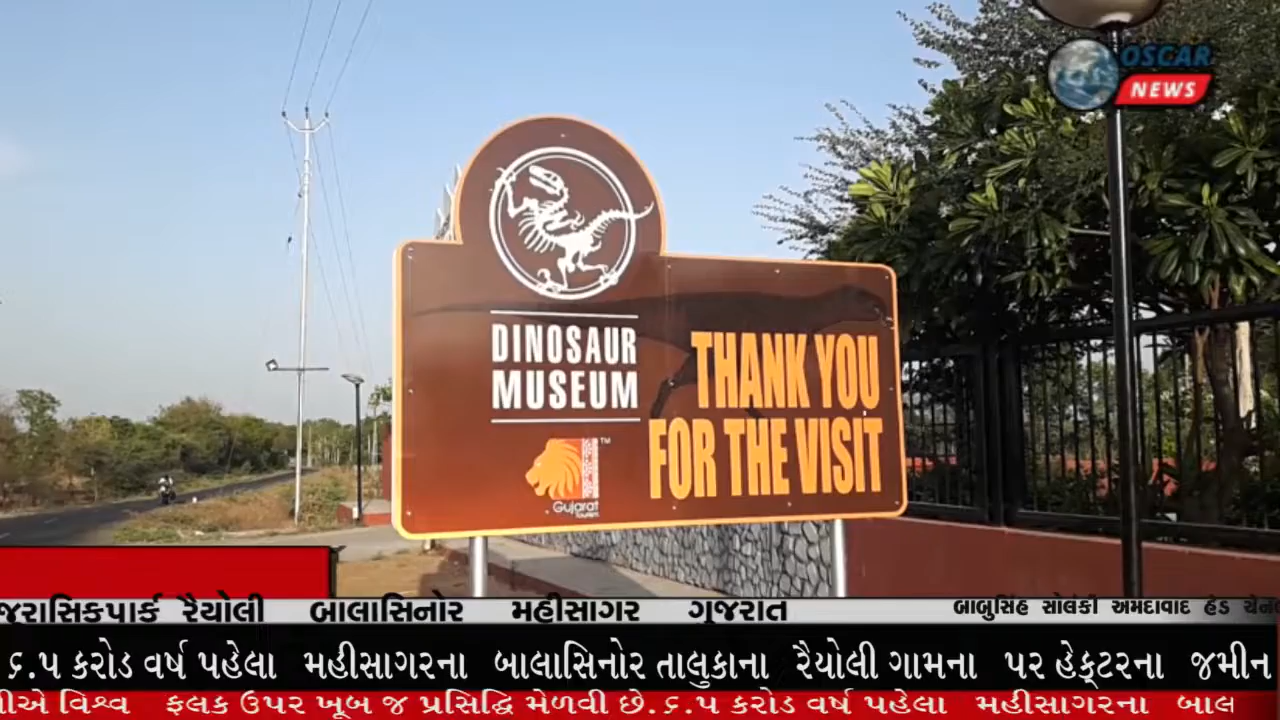 OSCAR
NEWS
DINOSAUR
MUSEUM
THANK YOU
FOR THE VISIT
TM
Gujarat
Tourism
જરાસિકપાર્ક રૈયોલી બાલાસિનોર મહીસાગર ગુજરાત
બાબુસિંહ સોલંકી અમદાવાદ હેડ
૬.૫ કરોડ વર્ષ પહેલા મહીસાગરના બાલાસિનોર તાલુકાના રૈયોલી ગામના ૫૨ હેક્ટરના જમીન
વિશ્વ ફલક ઉપર ખૂબ જ પ્રસિદ્ધિ મેળવી છે.૬.૫ કરોડ વર્ષ પહેલા મહીસાગરના બાલ